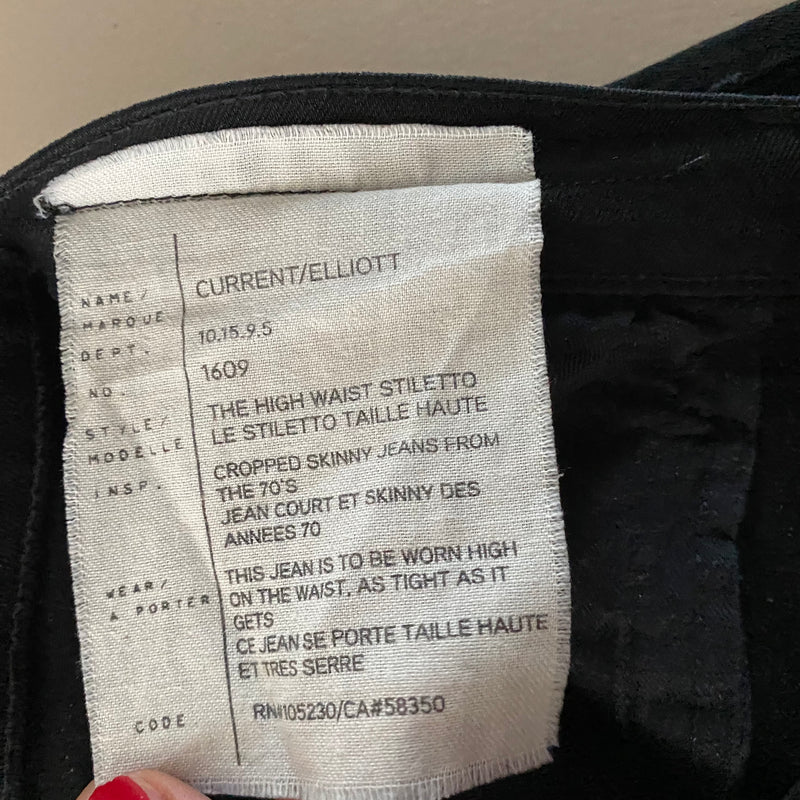 NAME/ CURRENT/ELLIOTT
MARQUE
DEPT. 10.15.9.5
NO. 1609
STYLE/ THE HIGH WAIST STILETTO
MODELLE LE STILETTO TAILLE HAUTE
INSP. CROPPED SKINNY JEANS FROM
THE 70'S
JEAN COURT ET SKINNY DES
ANNEES 70
WEAR/ THIS JEAN IS TO BE WORN HIGH
A PORTER ON THE WAIST, AS TIGHT AS IT
GETS
CE JEAN SE PORTE TAILLE HAUTE
ET TRES SERRE
CODE RN#105230/CA#58350